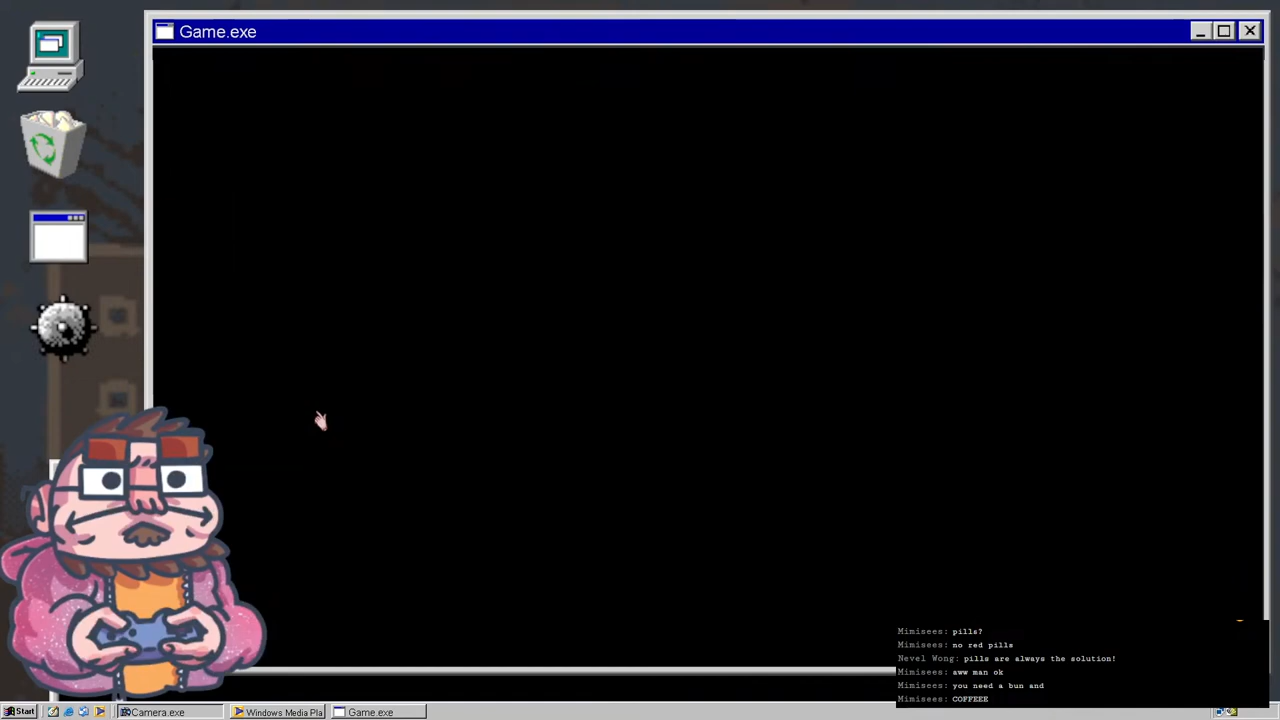 Game.exe
Mimisees: pills?
Mimisees: no red pills
Nevel Wong: pills are always the solution!
Mimisees: aww man ok
Mimisees: you need a bun and
Mimisees: COFFEEE
Start
Camera.exe
Windows Media Pla
Game.exe